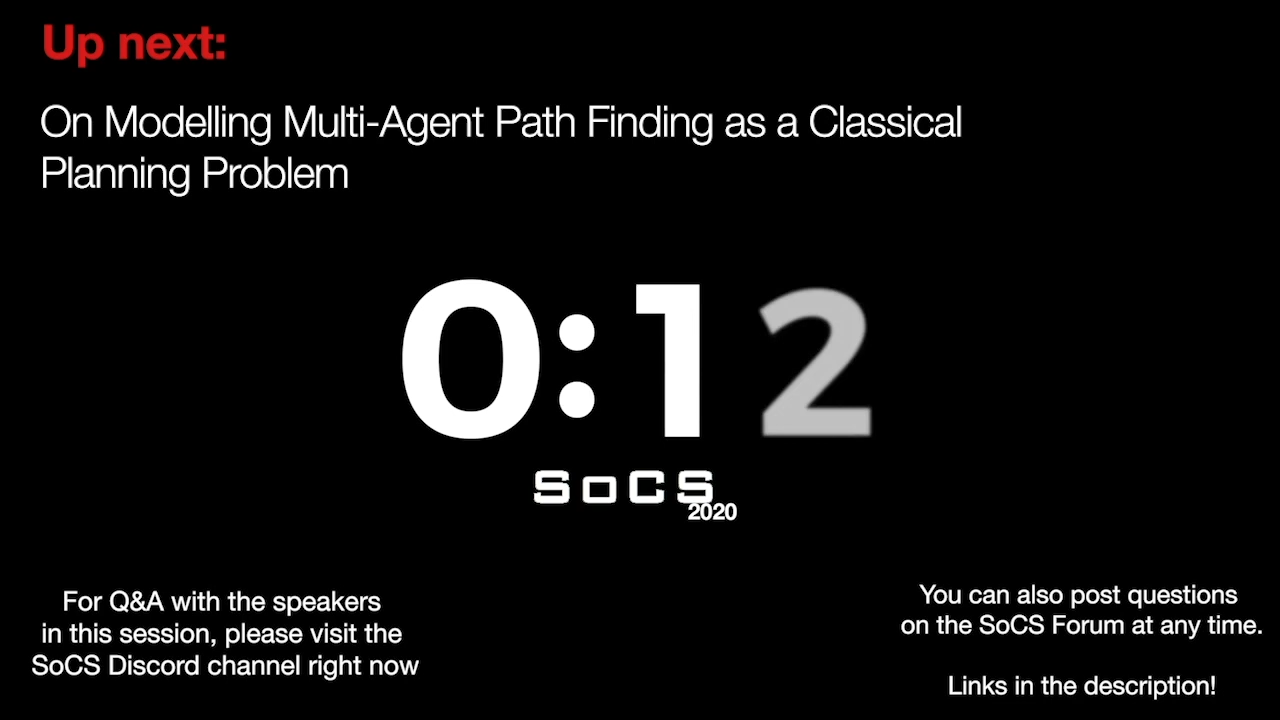 Up next:
On Modelling Multi-Agent Path Finding as a Classical
Planning Problem
0:12
SoCS
2020
For Q&A with the speakers
in this session, please visit the
SoCS Discord channel right now
You can also post questions
on the SoCS Forum at any time.
Links in the description!